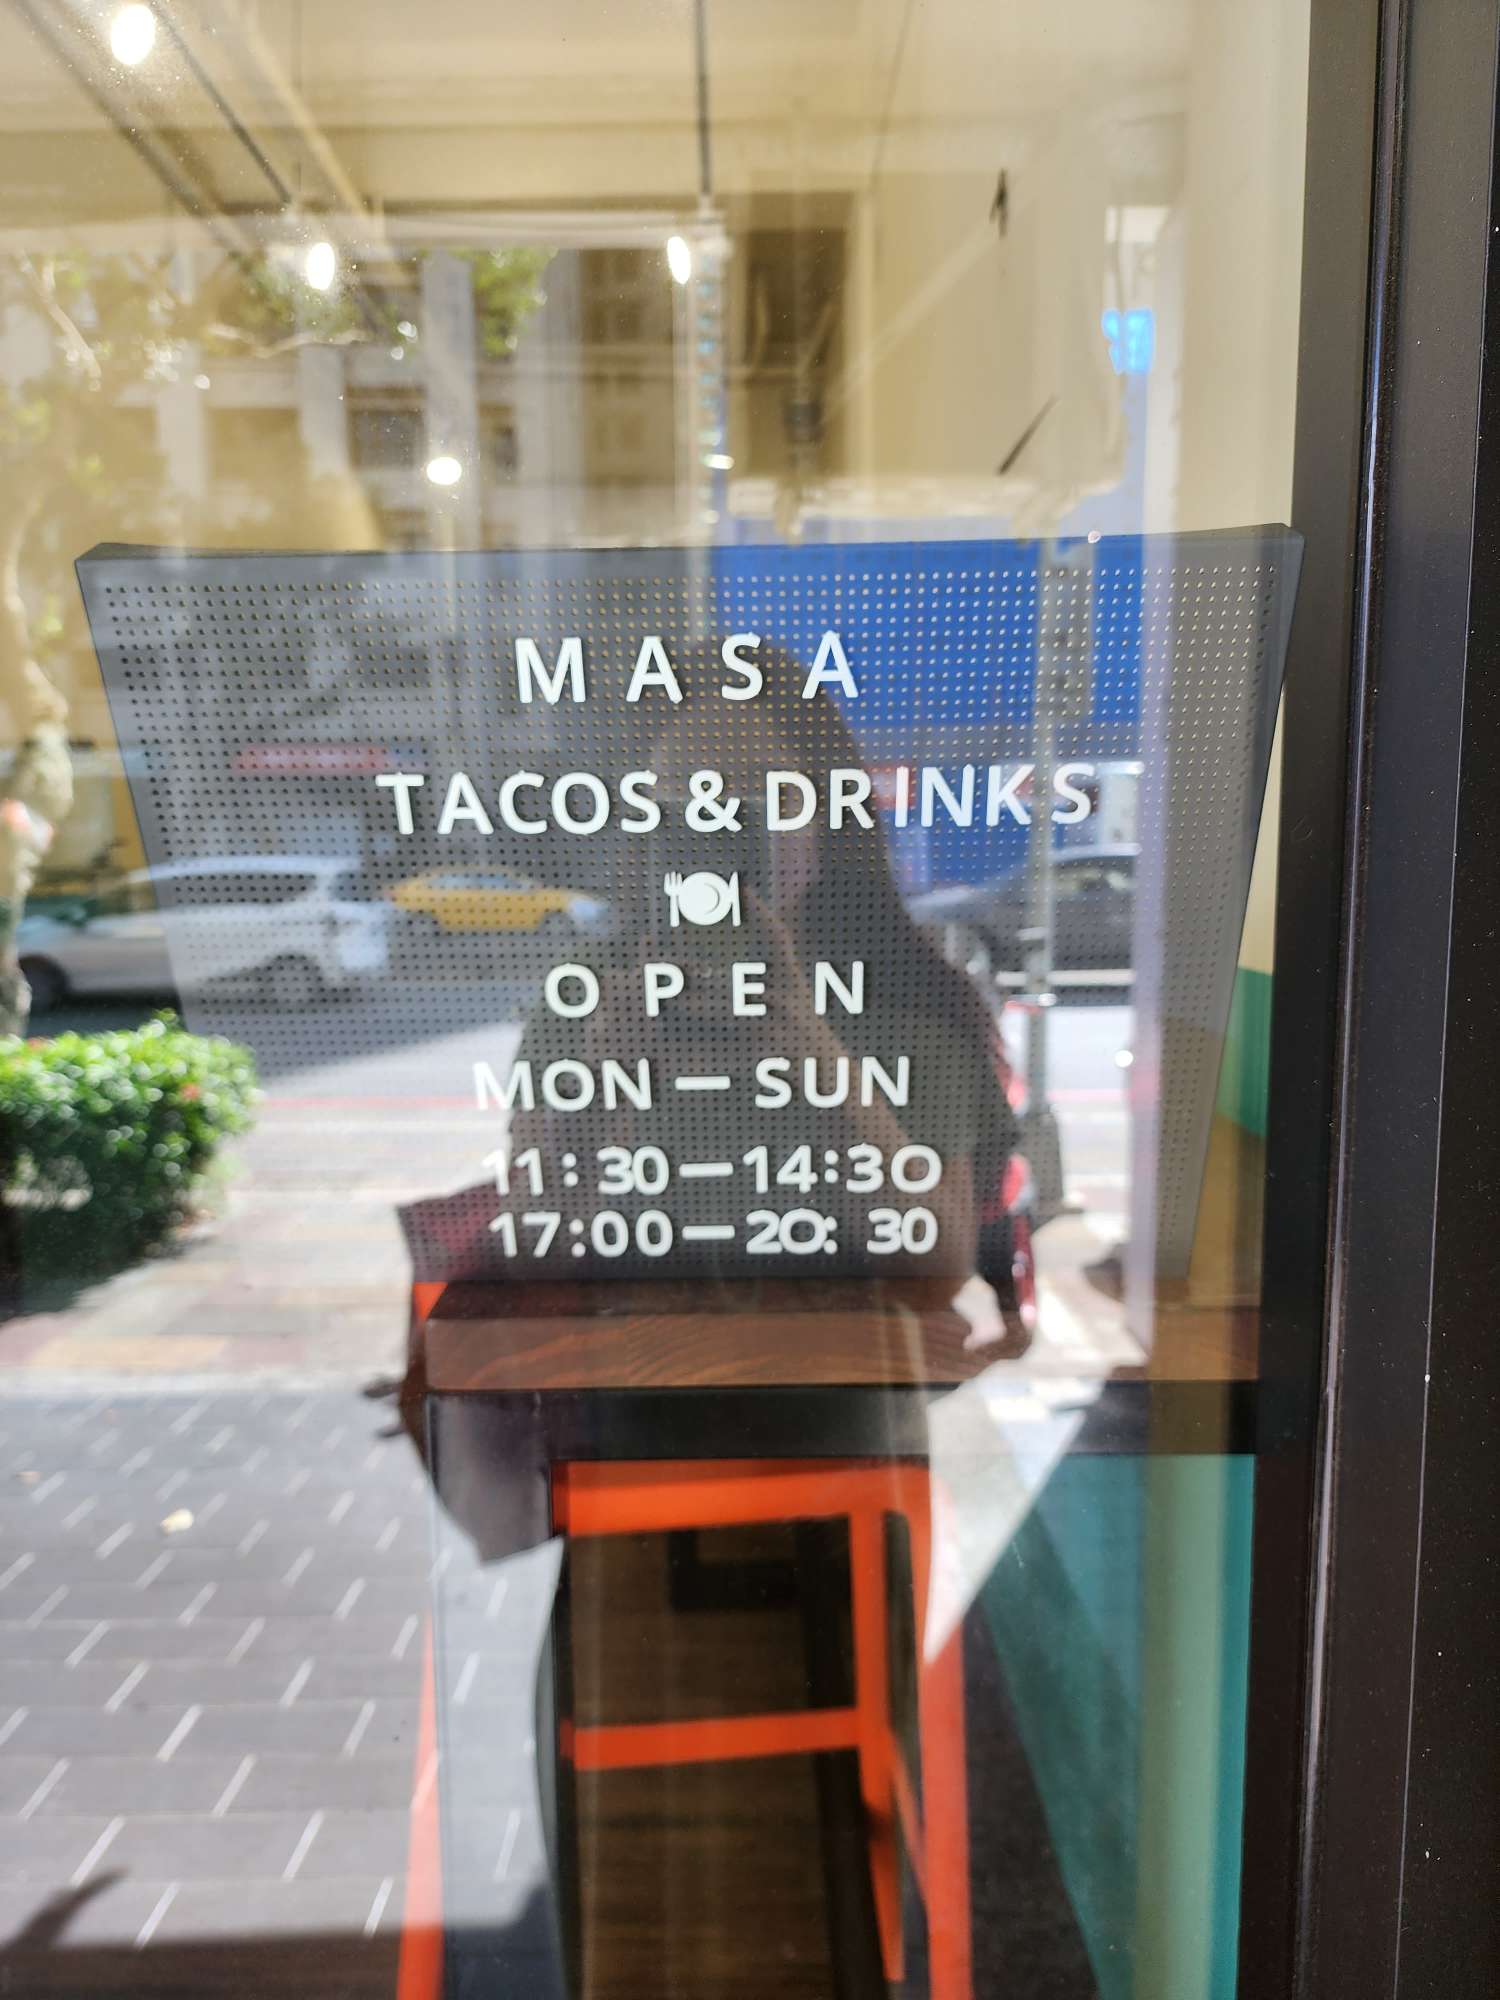 MASA
TACOS & DRINKS
OPEN
MON — SUN
11:30 — 14:30
17:00 — 20:30